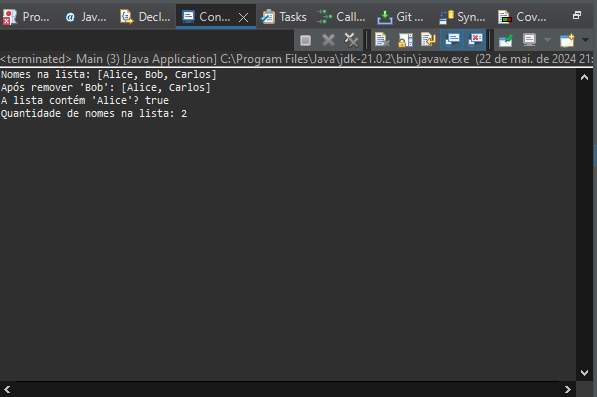 Pro... Java... Decl... Con... Tasks Call... Git ... Syn... Cov...
<terminated> Main (3) [Java Application] C:\Program Files\Java\jdk-21.0.2\bin\javaw.exe (22 de mai. de 2024 21:
Nomes na lista: [Alice, Bob, Carlos]
Após remover 'Bob': [Alice, Carlos]
A lista contém 'Alice'? true
Quantidade de nomes na lista: 2